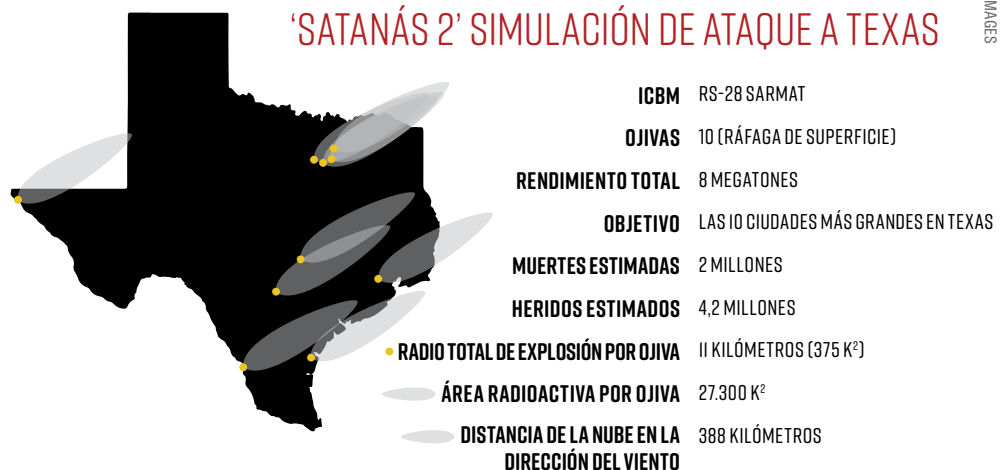 'SATANÁS 2' SIMULACIÓN DE ATAQUE A TEXAS
MAGES
ICBM RS-28 SARMAT
OJIVAS 10 (RÁFAGA DE SUPERFICIE)
RENDIMIENTO TOTAL 8 MEGATONES
OBJETIVO LAS 10 CIUDADES MÁS GRANDES EN TEXAS
MUERTES ESTIMADAS 2 MILLONES
HERIDOS ESTIMADOS 4,2 MILLONES
RADIO TOTAL DE EXPLOSIÓN POR OJIVA 11 KILÓMETROS (375 K²)
ÁREA RADIOACTIVA POR OJIVA 27.300 K²
DISTANCIA DE LA NUBE EN LA 388 KILÓMETROS
DIRECCIÓN DEL VIENTO